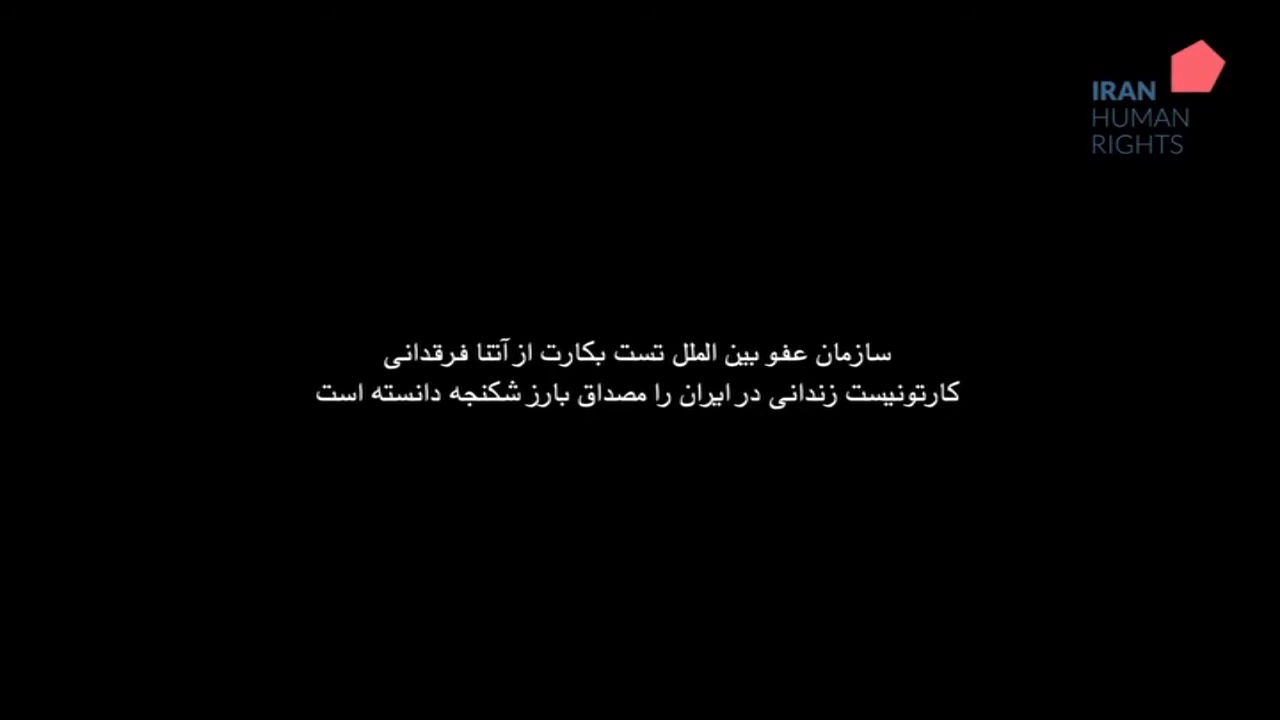 IRAN
HUMAN
RIGHTS
سازمان عفو بین الملل تست بکارت از آتنا فرقدانی
کارتونیست زندانی در ایران را مصداق بارز شکنجه دانسته است